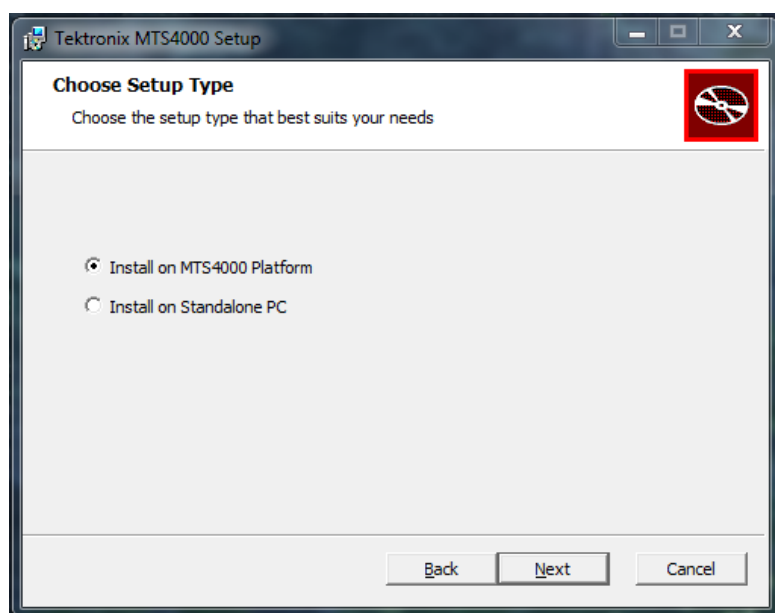 Tektronix MTS4000 Setup
Choose Setup Type
Choose the setup type that best suits your needs
Install on MTS4000 Platform
Install on Standalone PC
Back Next Cancel